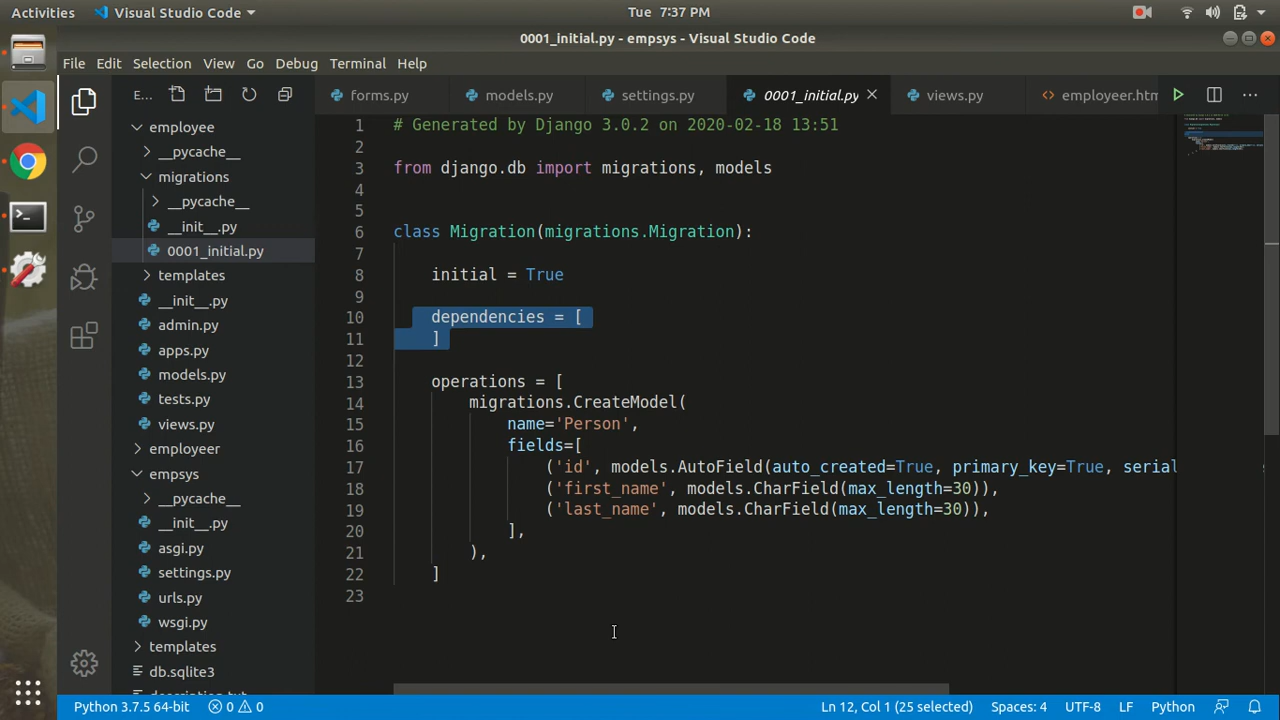 Activities
Visual Studio Code
Tue 7:37 PM
0001_initial.py - empsys - Visual Studio Code
File Edit Selection View Go Debug Terminal Help
E...
forms.py
models.py
settings.py
0001_initial.py
views.py
employeer.htm
employee
__pycache__
migrations
__pycache__
__init__.py
0001_initial.py
templates
__init__.py
admin.py
apps.py
models.py
tests.py
views.py
employeer
empsys
__pycache__
__init__.py
asgi.py
settings.py
urls.py
wsgi.py
templates
db.sqlite3
1 # Generated by Django 3.0.2 on 2020-02-18 13:51
2
3 from django.db import migrations, models
4
5
6 class Migration(migrations.Migration):
7
8 initial = True
9
10 dependencies = [
11 ]
12
13 operations = [
14 migrations.CreateModel(
15 name='Person',
16 fields=[
17 ('id', models.AutoField(auto_created=True, primary_key=True, serial
18 ('first_name', models.CharField(max_length=30)),
19 ('last_name', models.CharField(max_length=30)),
20 ],
21 ),
22 ]
23
Python 3.7.5 64-bit
0 0
Ln 12, Col 1 (25 selected)
Spaces: 4
UTF-8
LF
Python